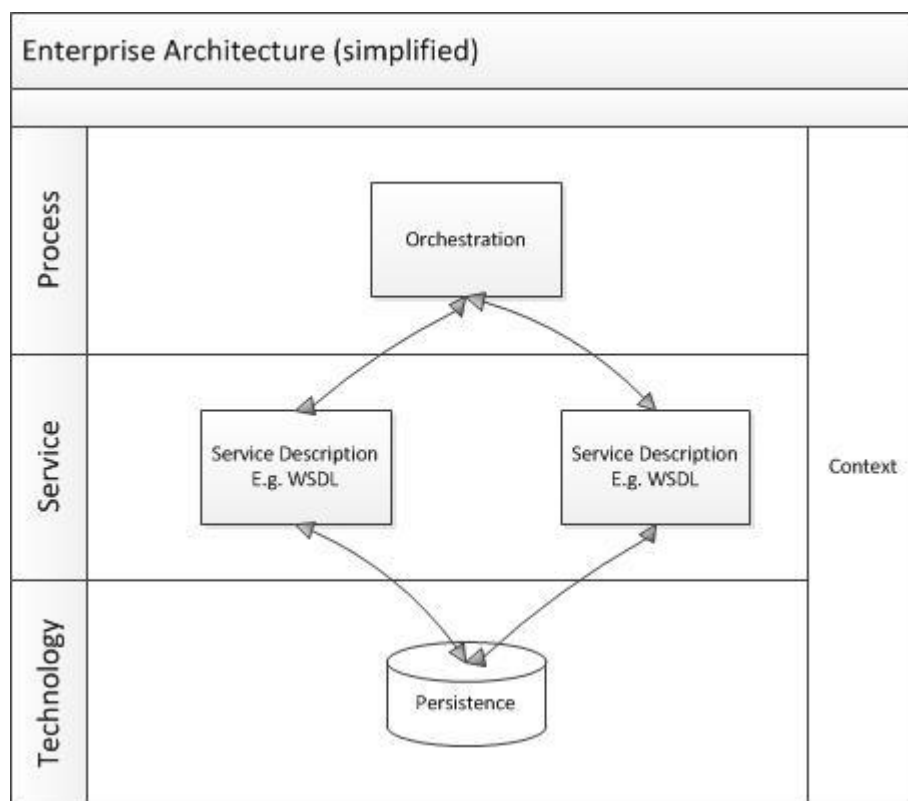 Enterprise Architecture (simplified)
Process
Orchestration
Service
Service Description
E.g. WSDL
Service Description
E.g. WSDL
Context
Technology
Persistence